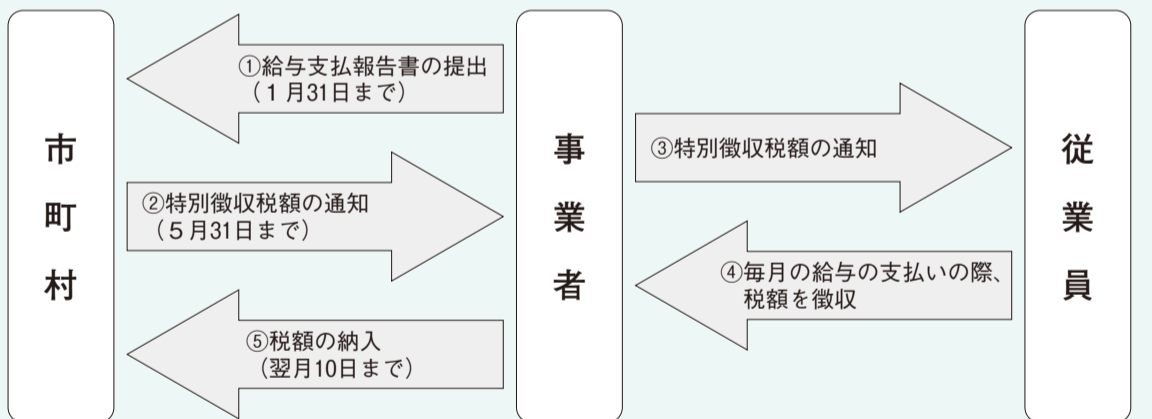 市町村
①給与支払報告書の提出
（１月31日まで）
②特別徴収税額の通知
（５月31日まで）
⑤税額の納入
（翌月10日まで）
事業者
③特別徴収税額の通知
④毎月の給与の支払いの際、
税額を徴収
従業員